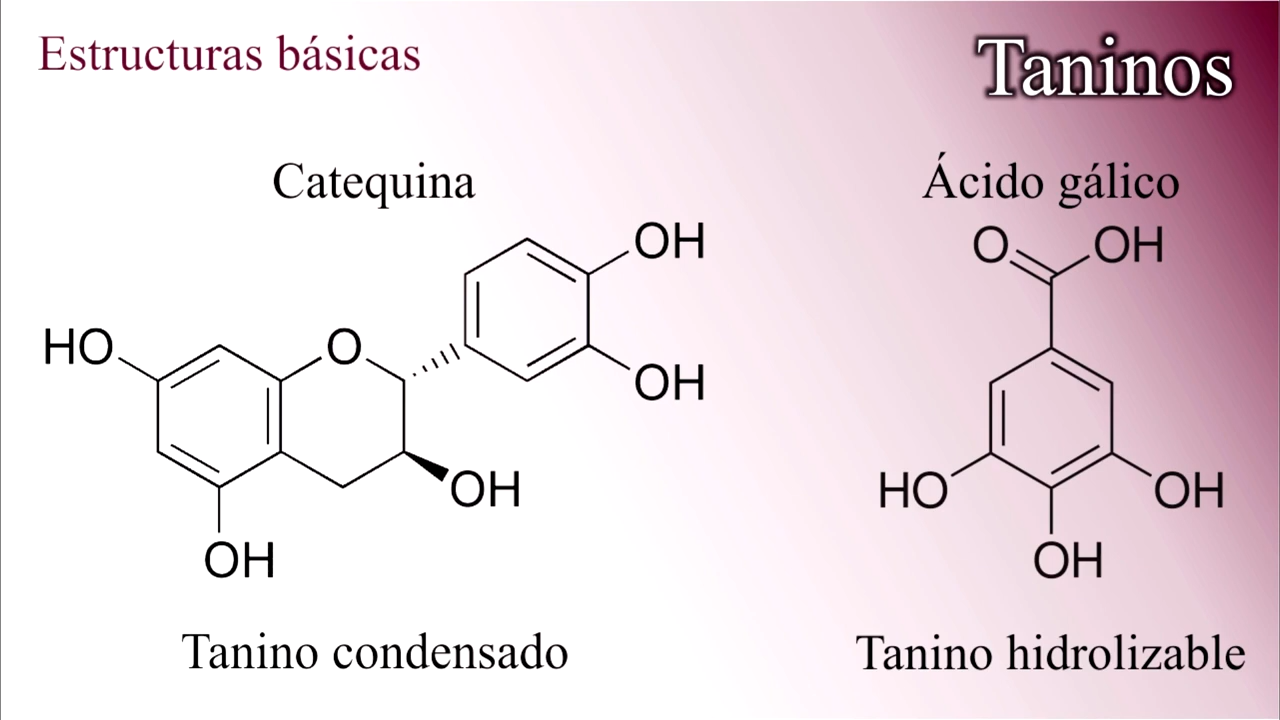 Estructuras básicas
Taninos
Catequina
Ácido gálico
OH
O
OH
HO
O
OH
OH
HO
OH
OH
OH
Tanino condensado
Tanino hidrolizable